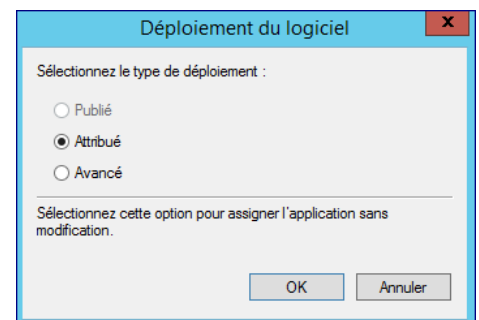 Déploiement du logiciel
x
Sélectionnez le type de déploiement :
Publié
Attribué
Avancé
Sélectionnez cette option pour assigner l'application sans
modification.
OK Annuler